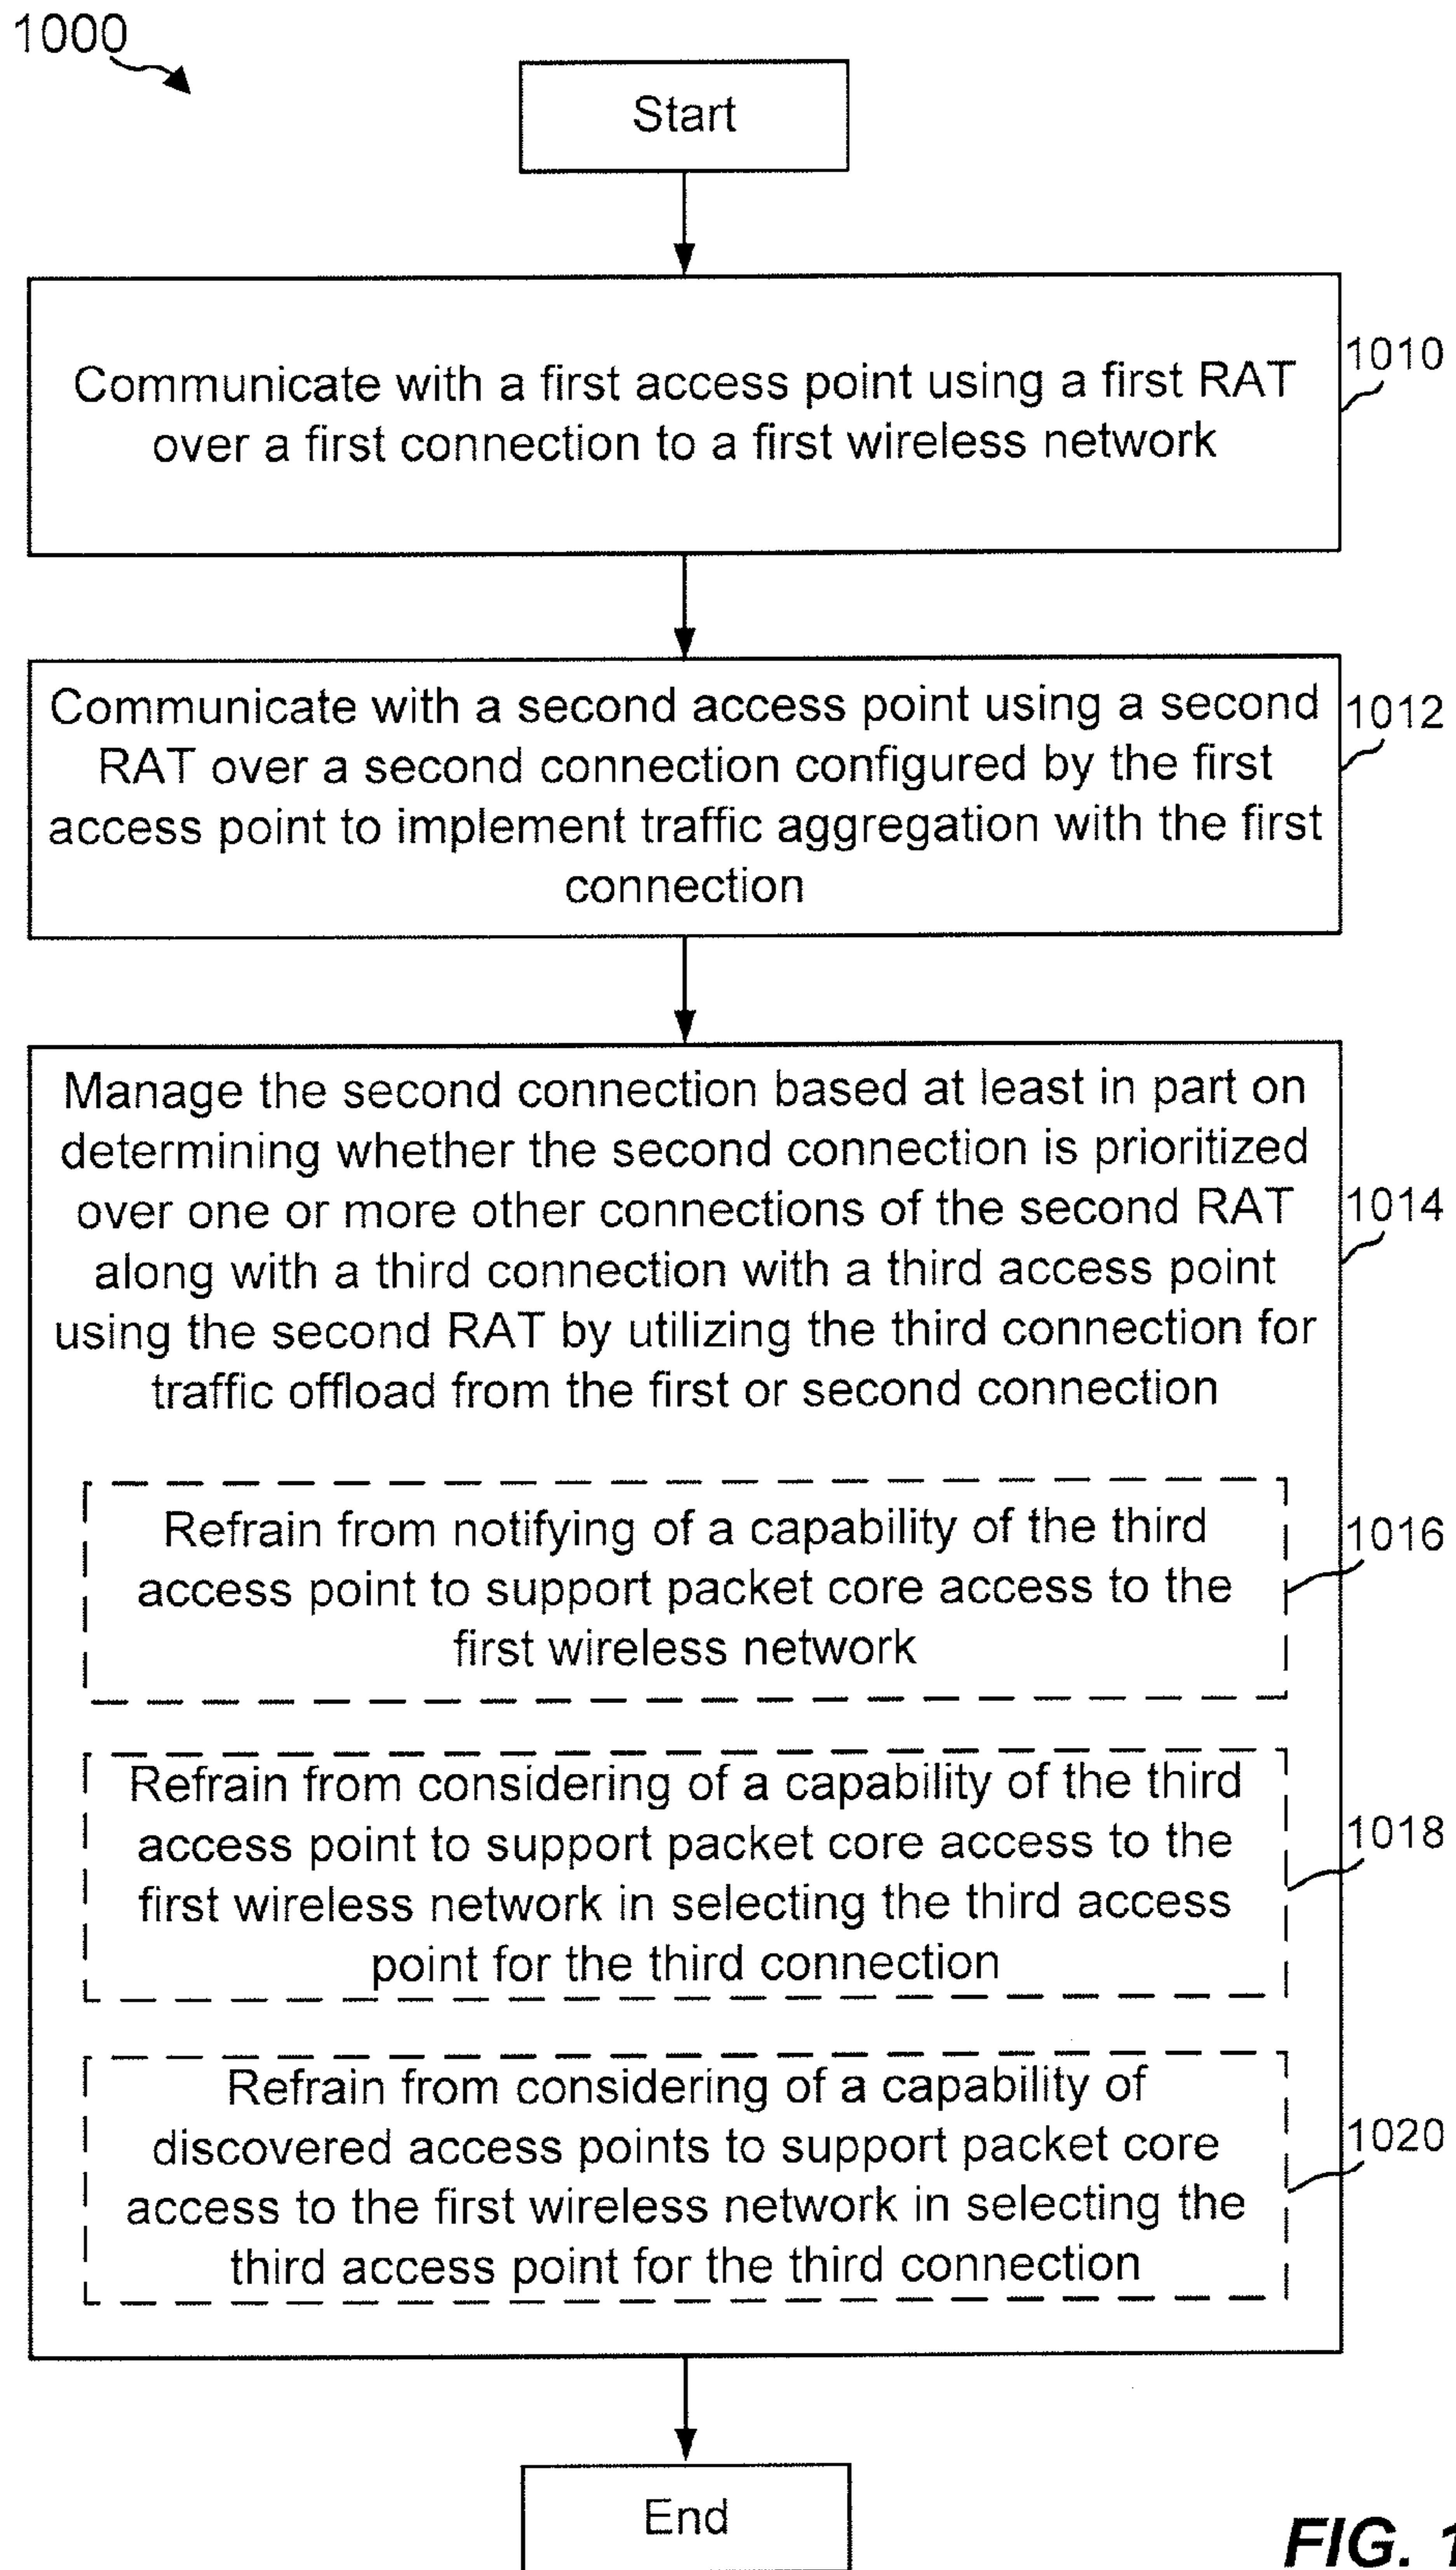 1000
Start
Communicate with a first access point using a first RAT
over a first connection to a first wireless network
1010
Communicate with a second access point using a second
RAT over a second connection configured by the first
access point to implement traffic aggregation with the first
connection
1012
Manage the second connection based at least in part on
determining whether the second connection is prioritized
over one or more other connections of the second RAT
along with a third connection with a third access point
using the second RAT by utilizing the third connection for
traffic offload from the first or second connection
1014
Refrain from notifying of a capability of the third
access point to support packet core access to the
first wireless network
1016
Refrain from considering of a capability of the third
access point to support packet core access to the
first wireless network in selecting the third access
point for the third connection
1018
Refrain from considering of a capability of
discovered access points to support packet core
access to the first wireless network in selecting the
third access point for the third connection
1020
End
FIG.